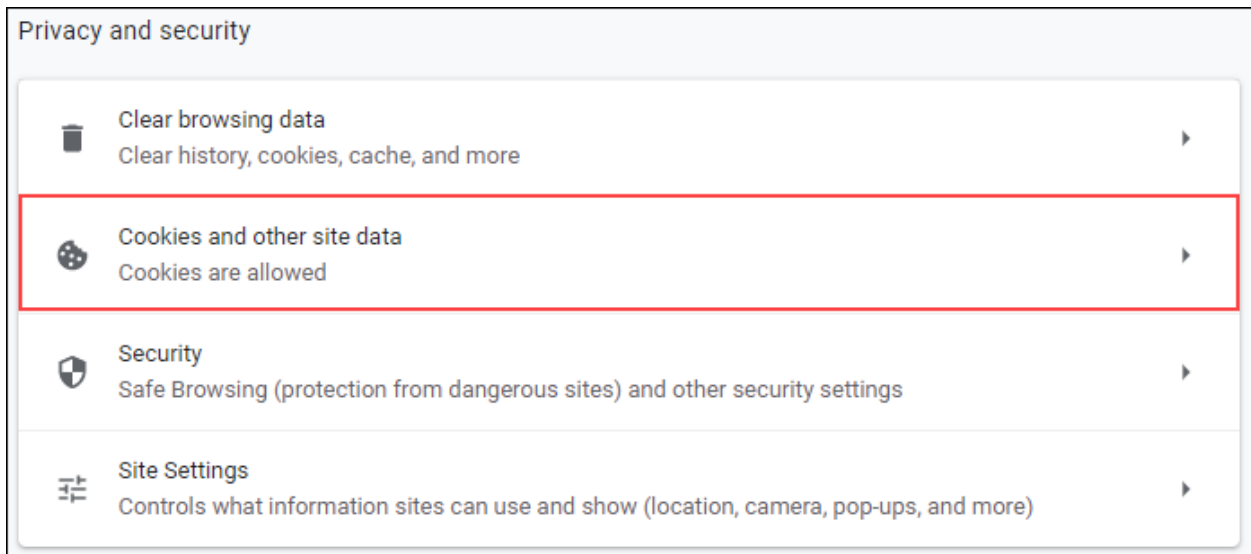 Privacy and security
Clear browsing data
Clear history, cookies, cache, and more
Cookies and other site data
Cookies are allowed
Security
Safe Browsing (protection from dangerous sites) and other security settings
Site Settings
Controls what information sites can use and show (location, camera, pop-ups, and more)